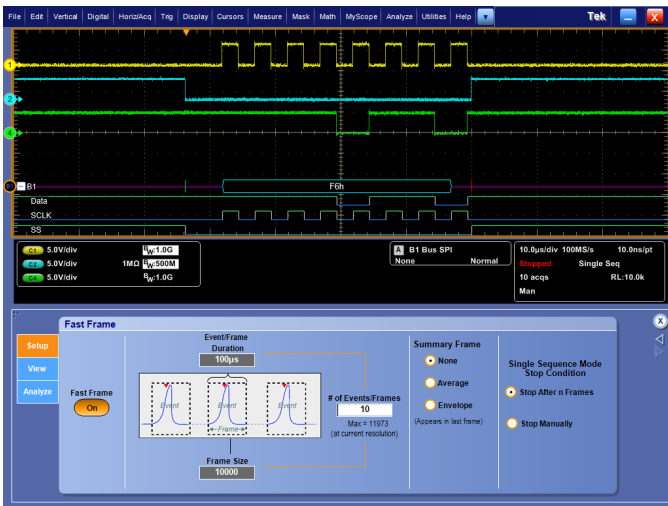 File Edit Vertical Digital Horiz/Acq Trig Display Cursors Measure Mask Math MyScope Analyze Utilities Help Tek X
1
2
4
B1 B1 F6h
Data
SCLK
SS
C1 5.0V/div BW:1.0G
C2 5.0V/div 1MΩ BW:500M
C4 5.0V/div BW:1.0G
A B1 Bus SPI
None Normal
10.0µs/div 100MS/s 10.0ns/pt
Stopped Single Seq
10 acqs RL:10.0k
Man
X
Fast Frame
Setup
View
Analyze
Fast Frame
On
Event/Frame
Duration
100µs
Event Event Event
Frame
Frame Size
10000
# of Events/Frames
10
Max = 11973
(at current resolution)
Summary Frame
None
Average
Envelope
(Appears in last frame)
Single Sequence Mode
Stop Condition
Stop After n Frames
Stop Manually